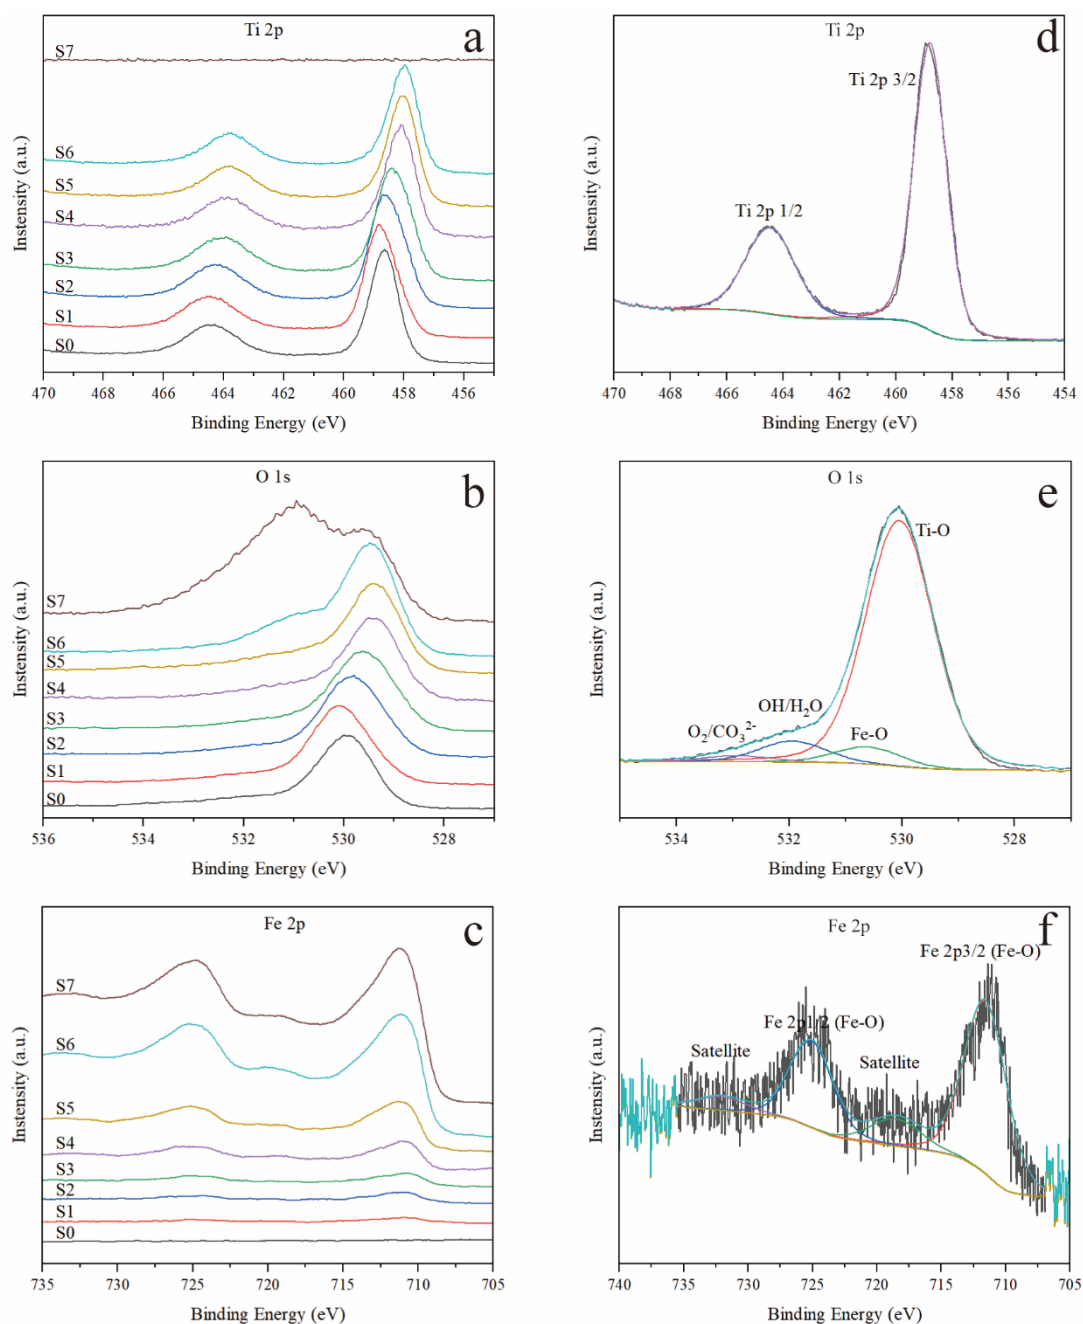 Ti 2p
a
S7
S6
S5
S4
S3
S2
S1
S0
Instensity (a.u.)
470 468 466 464 462 460 458 456
Binding Energy (eV)
Ti 2p
d
Ti 2p 3/2
Ti 2p 1/2
Instensity (a.u.)
470 468 466 464 462 460 458 456 454
Binding Energy (eV)
O 1s
b
S7
S6
S5
S4
S3
S2
S1
S0
Instensity (a.u.)
536 534 532 530 528
Binding Energy (eV)
O 1s
e
Ti-O
OH/H2O
O2/CO3 2-
Fe-O
Instensity (a.u.)
534 532 530 528
Binding Energy (eV)
Fe 2p
c
S7
S6
S5
S4
S3
S2
S1
S0
Instensity (a.u.)
735 730 725 720 715 710 705
Binding Energy (eV)
Fe 2p
f
Fe 2p3/2 (Fe-O)
Fe 2p1/2 (Fe-O)
Satellite
Satellite
Instensity (a.u.)
740 735 730 725 720 715 710 705
Binding Energy (eV)